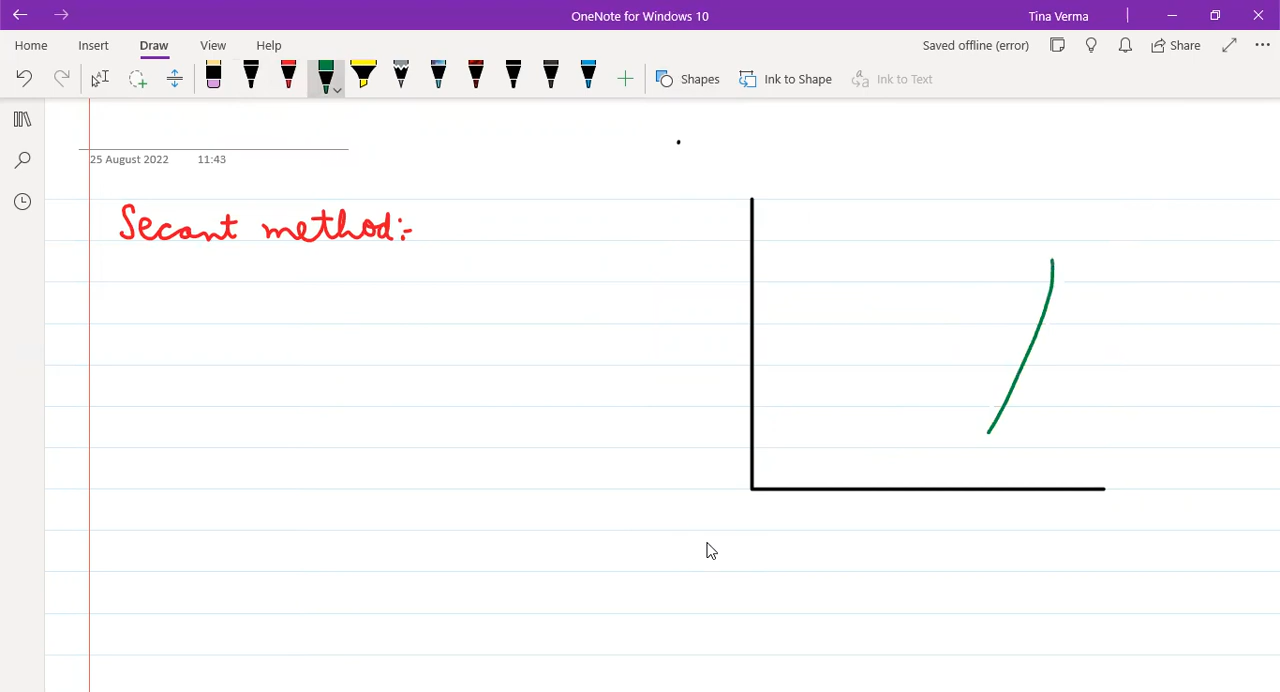 OneNote for Windows 10
Tina Verma
Home Insert Draw View Help
Saved offline (error)
Share
Shapes
Ink to Shape
Ink to Text
25 August 2022 11:43
Secant method:-